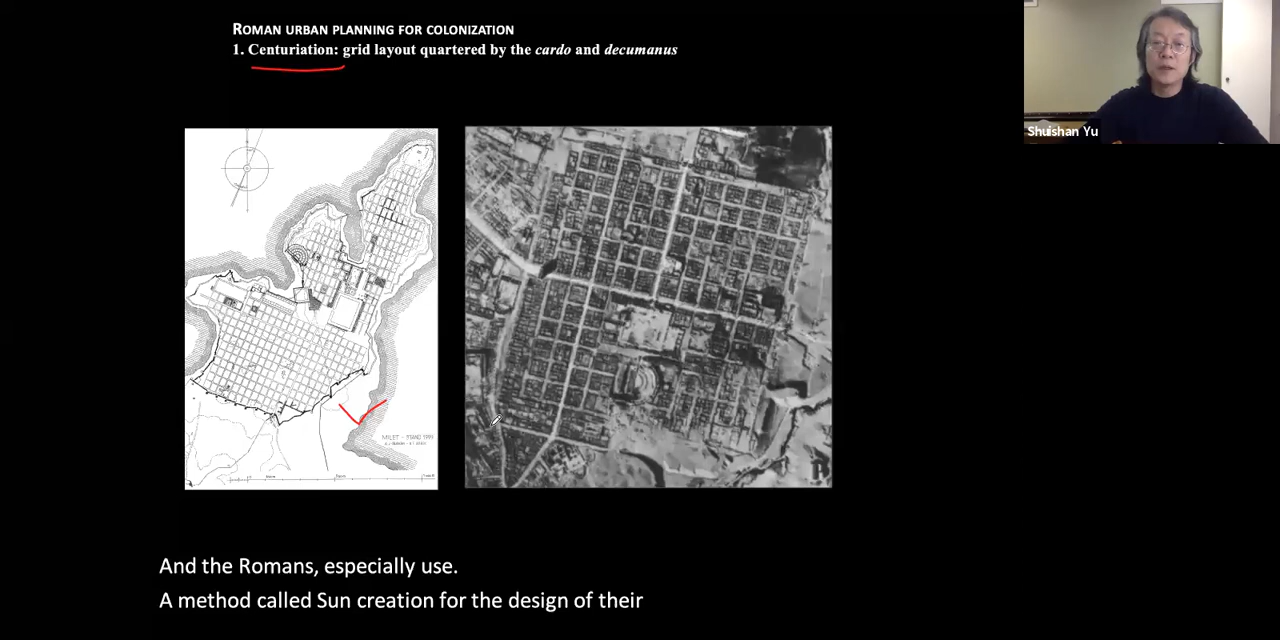 ROMAN URBAN PLANNING FOR COLONIZATION
1. Centuriation: grid layout quartered by the cardo and decumanus
Shuishan Yu
And the Romans, especially use.
A method called Sun creation for the design of their